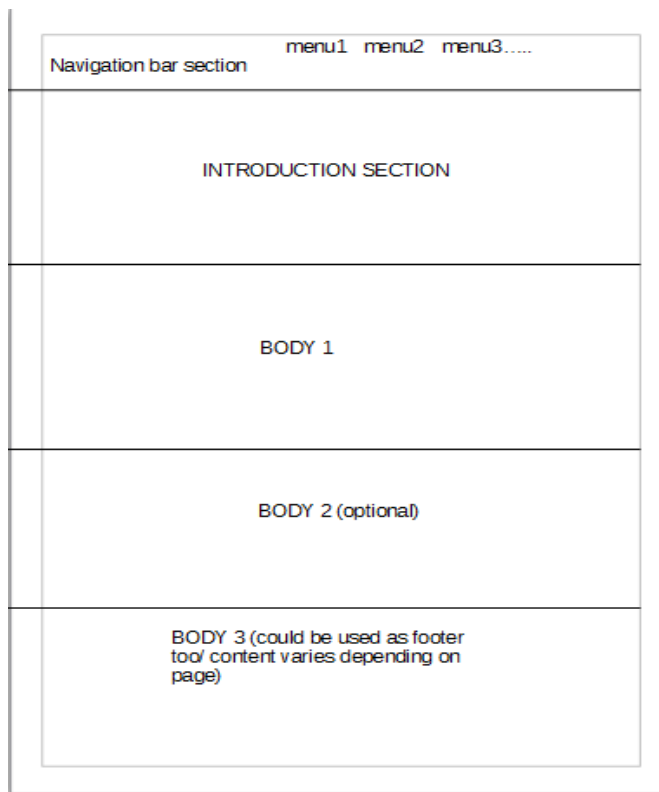 menu1 menu2 menu3.....
Navigation bar section
INTRODUCTION SECTION
BODY 1
BODY 2 (optional)
BODY 3 (could be used as footer
too/ content varies depending on
page)